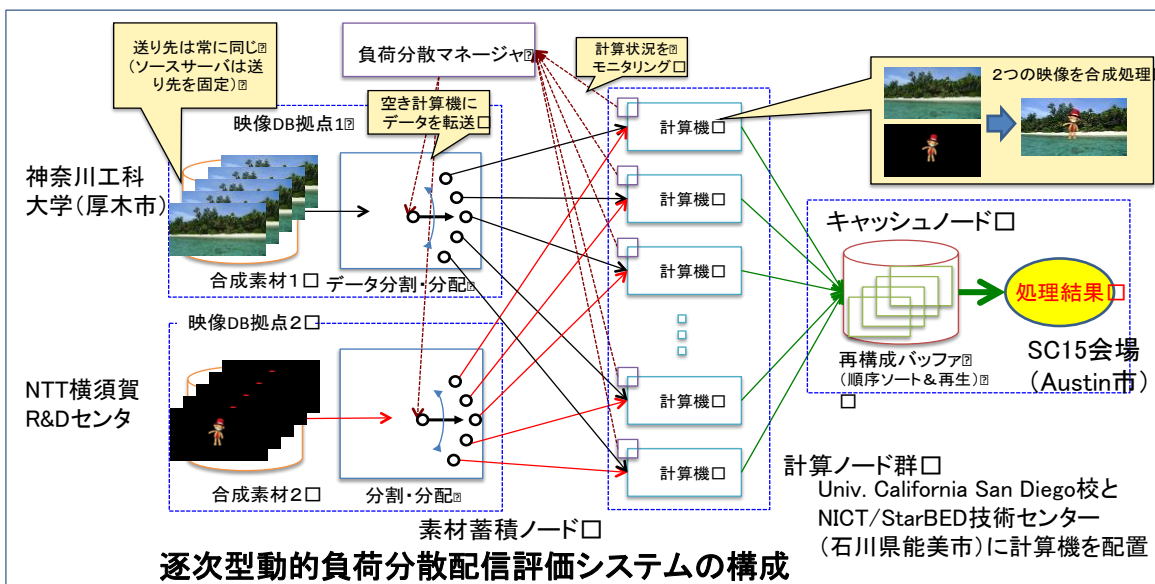 送り先は常に同じ
(ソースサーバは送
り先を固定)
負荷分散マネージャ
計算状況を
モニタリング
2つの映像を合成処理
空き計算機に
データを転送
映像DB拠点1
神奈川工科
大学(厚木市)
合成素材1
データ分割・分配
計算機
計算機
計算機
計算機
計算機
キャッシュノード
処理結果
再構成バッファ
(順序ソート&再生)
SC15会場
(Austin市)
映像DB拠点2
NTT横須賀
R&Dセンタ
合成素材2
分割・分配
素材蓄積ノード
計算ノード群
Univ. California San Diego校と
NICT/StarBED技術センター
(石川県能美市)に計算機を配置
逐次型動的負荷分散配信評価システムの構成